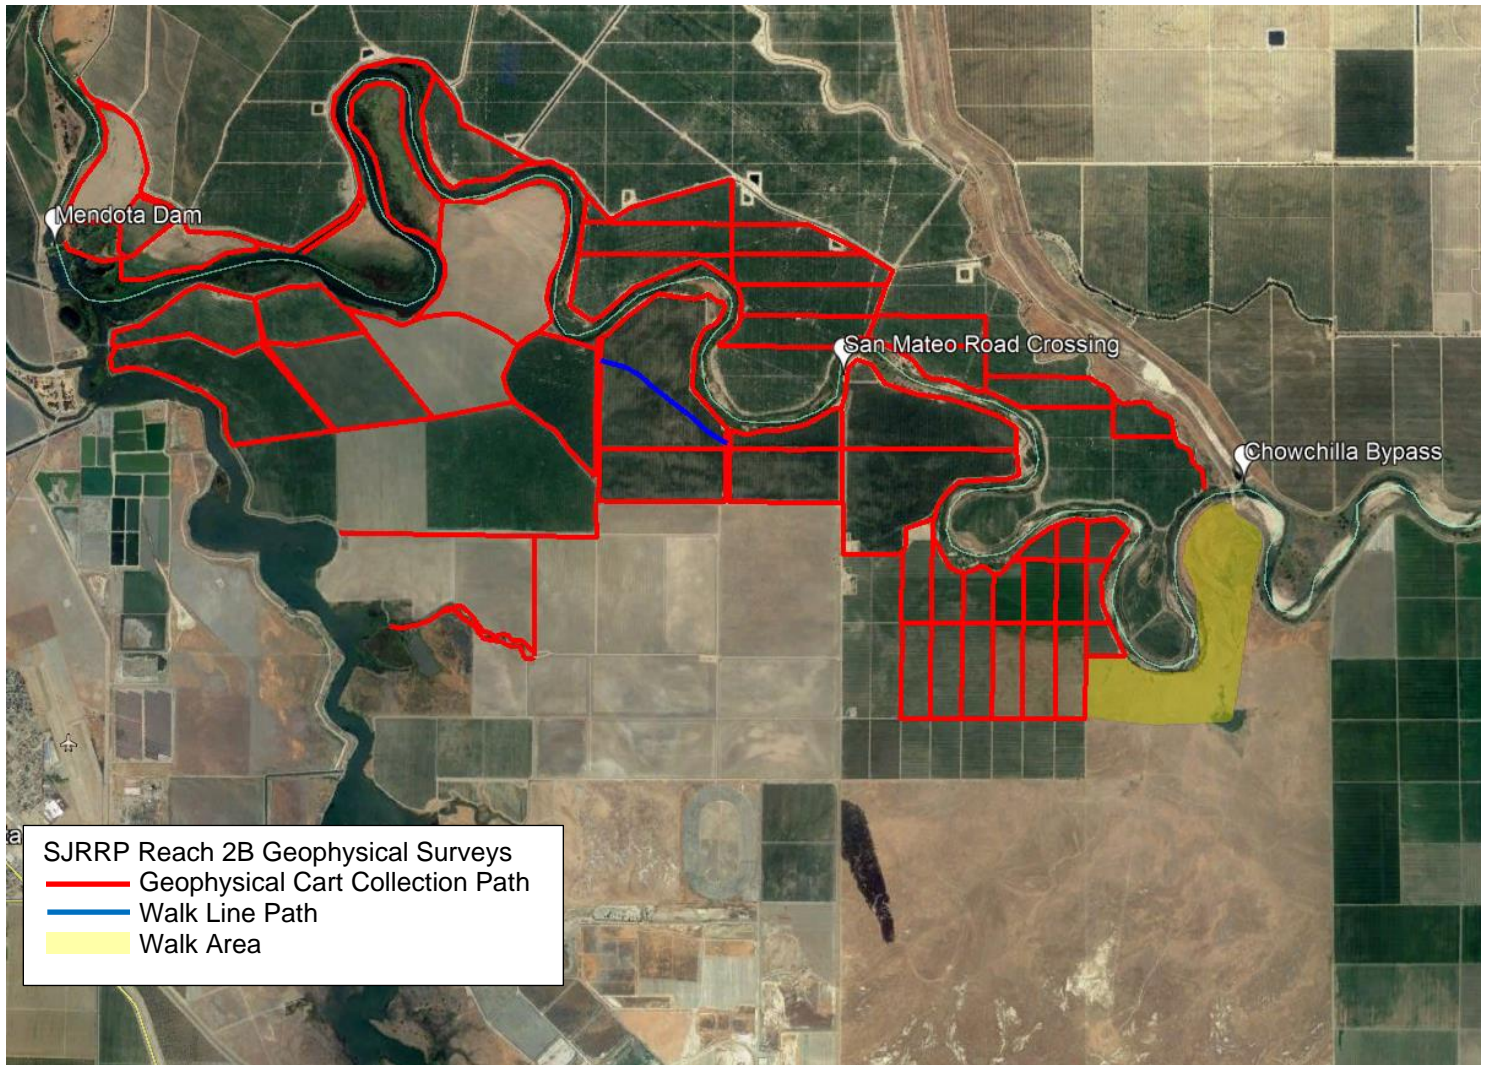 Mendota Dam
San Mateo Road Crossing
Chowchilla Bypass
ta
SJRRP Reach 2B Geophysical Surveys
Geophysical Cart Collection Path
Walk Line Path
Walk Area